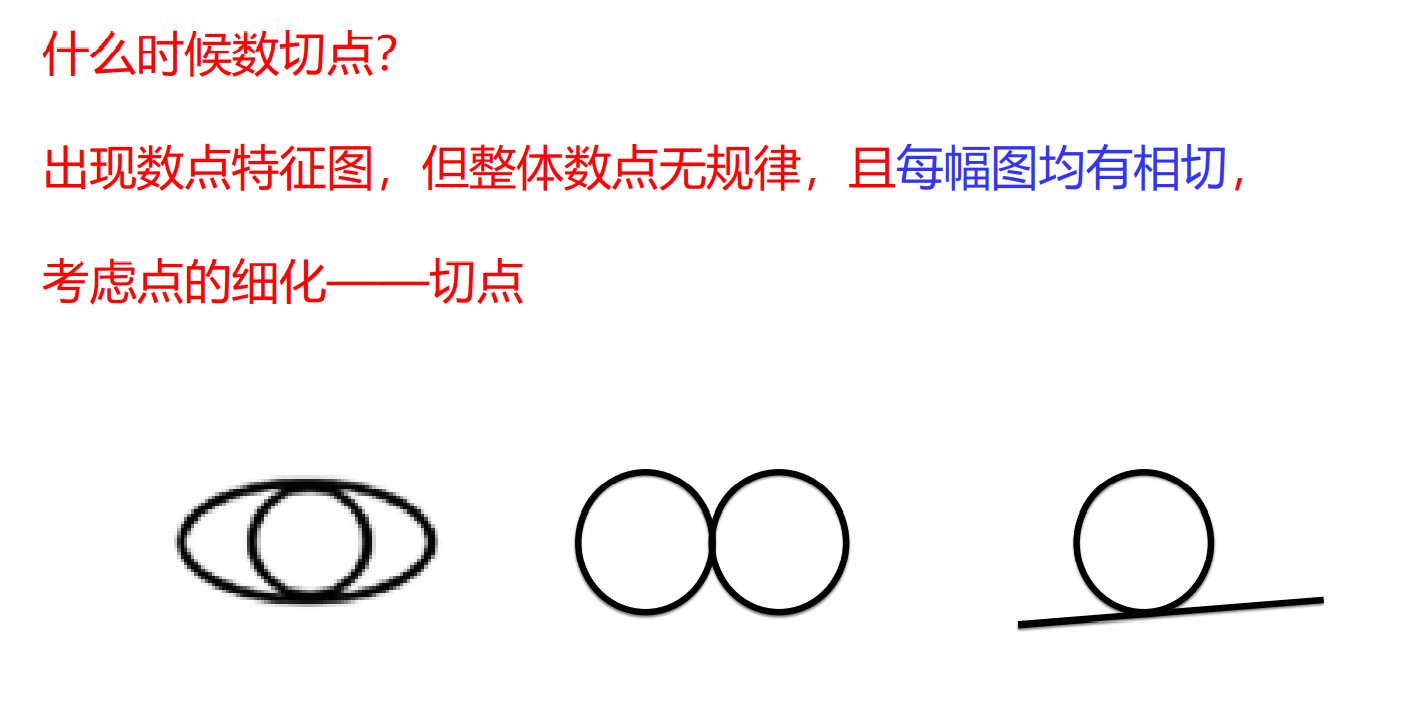 什么时候数切点？
出现数点特征图，但整体数点无规律，且每幅图均有相切，
考虑点的细化——切点